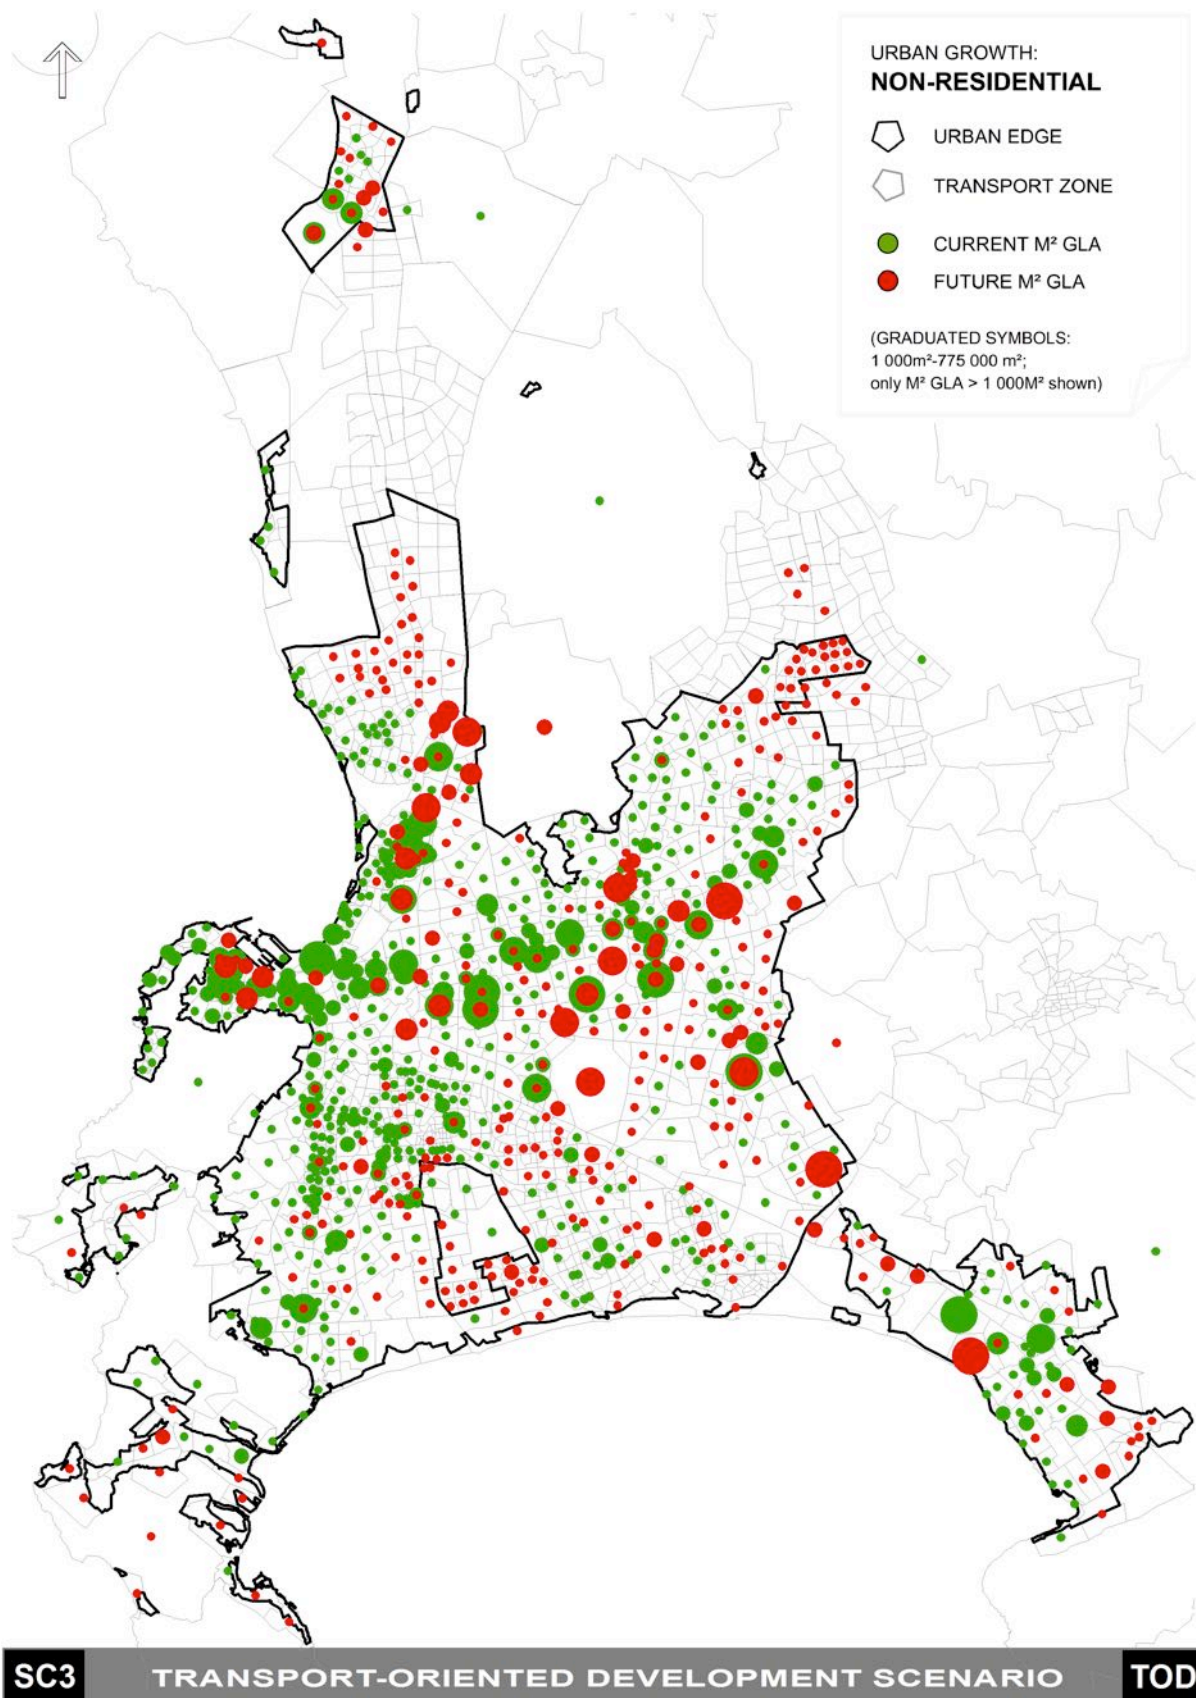 URBAN GROWTH:
NON-RESIDENTIAL
URBAN EDGE
TRANSPORT ZONE
CURRENT M² GLA
FUTURE M² GLA
(GRADUATED SYMBOLS:
1 000m²-775 000 m²;
only M² GLA > 1 000M² shown)
SC3 TRANSPORT-ORIENTED DEVELOPMENT SCENARIO TOD